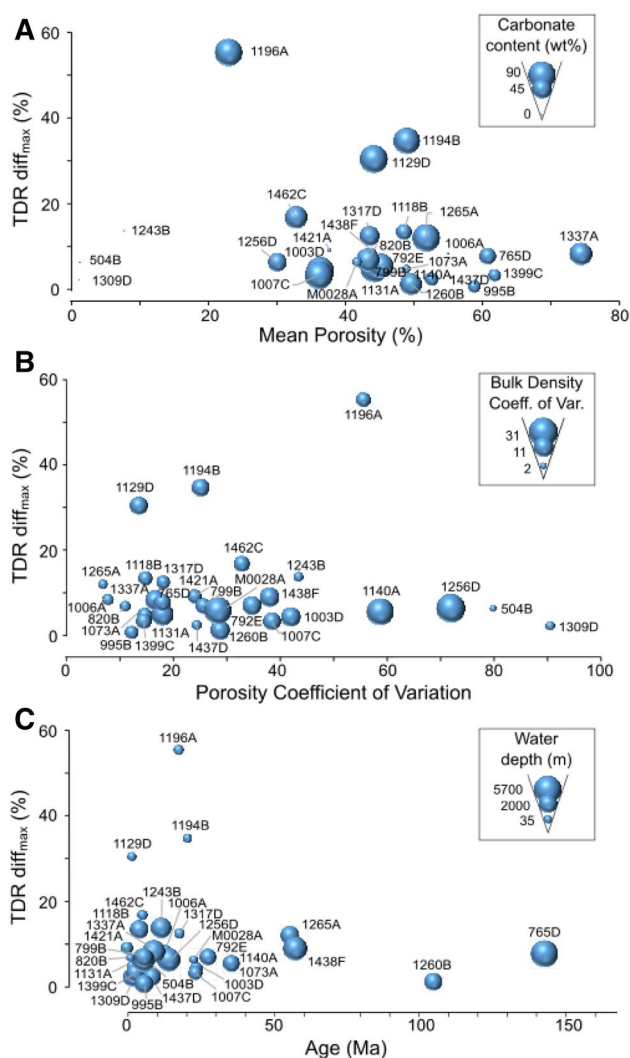 A
60
40
20
0
TDR diffmax (%)
Carbonate
content (wt%)
90
45
0
1196A
1194B
1129D
1462C
1317D
1118B
1265A
1438F
1243B
1421A
820B
1006A
1337A
1256D
1003D
792E
765D
504B
1073A
1309D
1007C
799B
1140A
1437D
1399C
M0028A
1131A
1260B
995B
0 20 40 60 80
Mean Porosity (%)
B
60
40
20
0
TDR diffmax (%)
Bulk Density
Coeff. of Var.
31
11
2
1196A
1129D
1194B
1462C
1265A
1118B
1317D
1243B
1337A
765D
1421A
799B
M0028A
1438F
1140A
1256D
1006A
504B
820B
792E
1003D
1073A
1131A
1260B
1007C
1309D
995B
1399C
1437D
0 20 40 60 80 100
Porosity Coefficient of Variation
C
60
40
20
0
TDR diffmax (%)
Water
depth (m)
5700
2000
35
1196A
1194B
1129D
1462C
1243B
1118B
1006A
1317D
1337A
1256D
1265A
1421A
M0028A
765D
799B
792E
820B
1140A
1438F
1131A
1073A
1260B
1399C
504B
1003D
1309D
1437D
1007C
995B
0 50 100 150
Age (Ma)